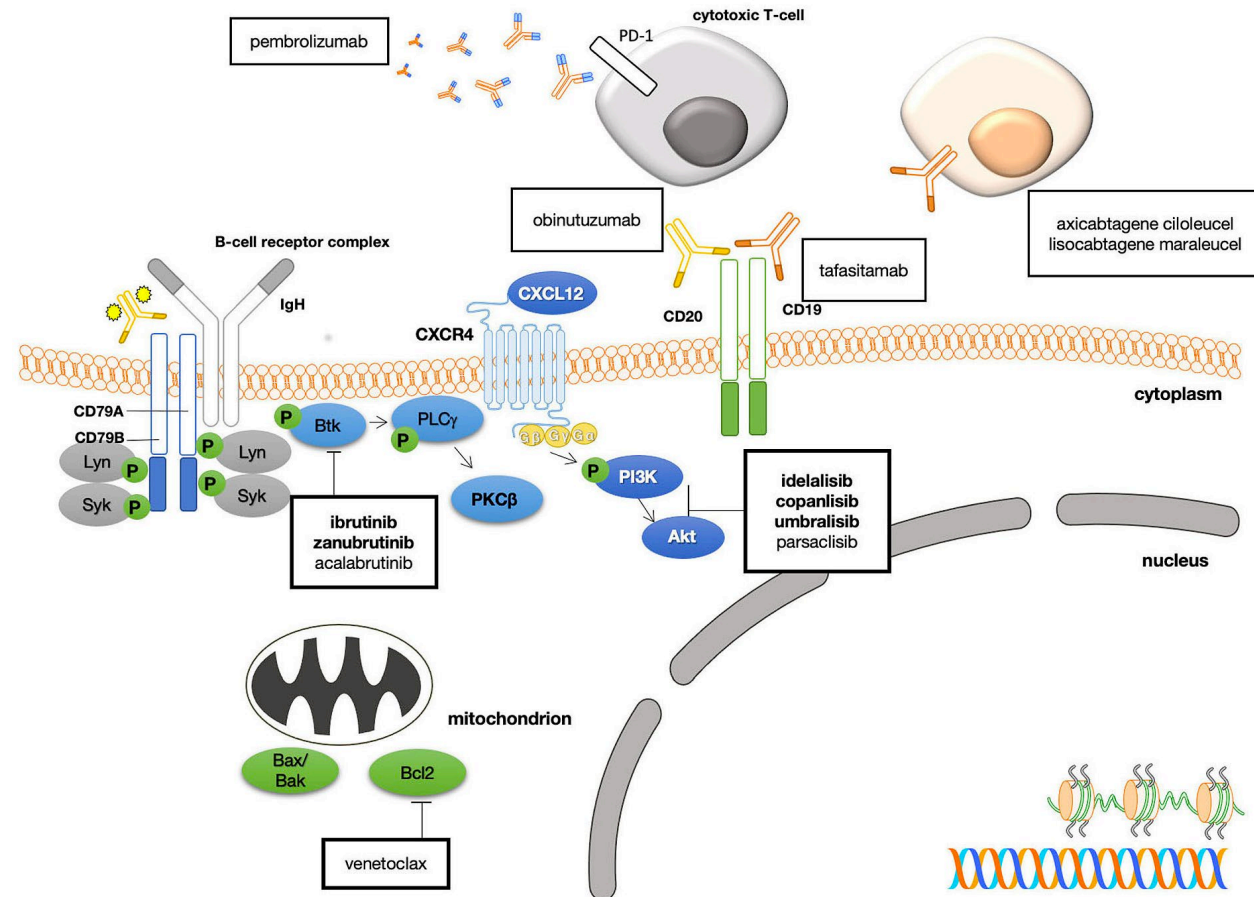 cytotoxic T-cell
pembrolizumab
PD-1
obinutuzumab
axicabtagene ciloleucel
lisocabtagene maraleucel
B-cell receptor complex
tafasitamab
IgH
CXCL12
CD20
CD19
CXCR4
cytoplasm
CD79A
CD79B
P
Btk
PLCγ
P
Gβ
Gγ
Gα
P
Lyn
Lyn
P
P
PI3K
P
Syk
Syk
P
PKCβ
idelalisib
copanlisib
umbralisib
parsaclisib
ibrutinib
zanubrutinib
acalabrutinib
Akt
nucleus
mitochondrion
Bax/
Bak
Bcl2
venetoclax